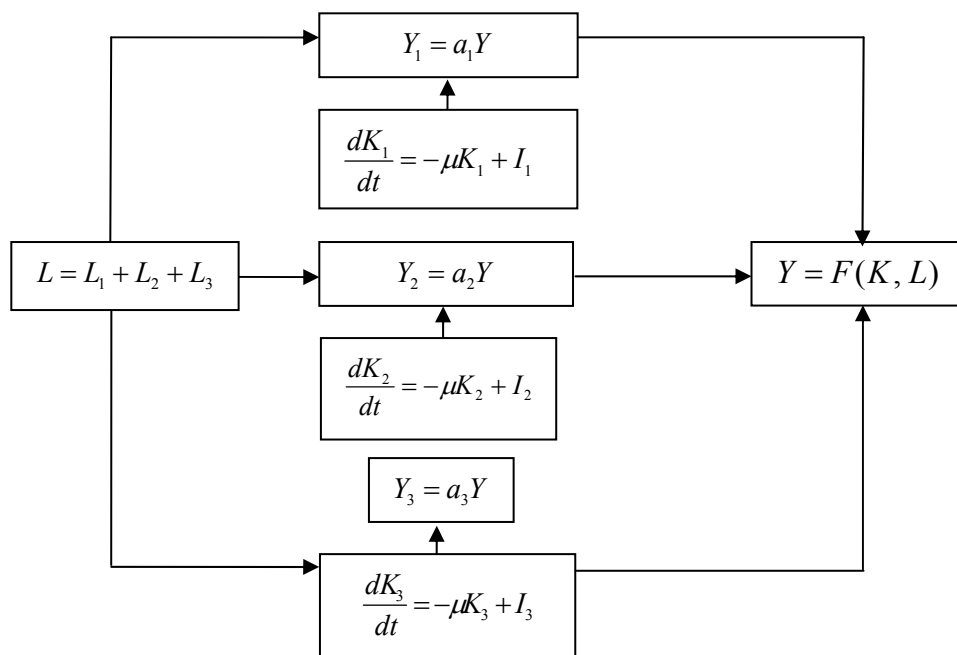 Y₁ = a₁Y
dK₁/dt = −μK₁ + I₁
L = L₁ + L₂ + L₃
Y₂ = a₂Y
Y = F(K, L)
dK₂/dt = −μK₂ + I₂
Y₃ = a₃Y
dK₃/dt = −μK₃ + I₃